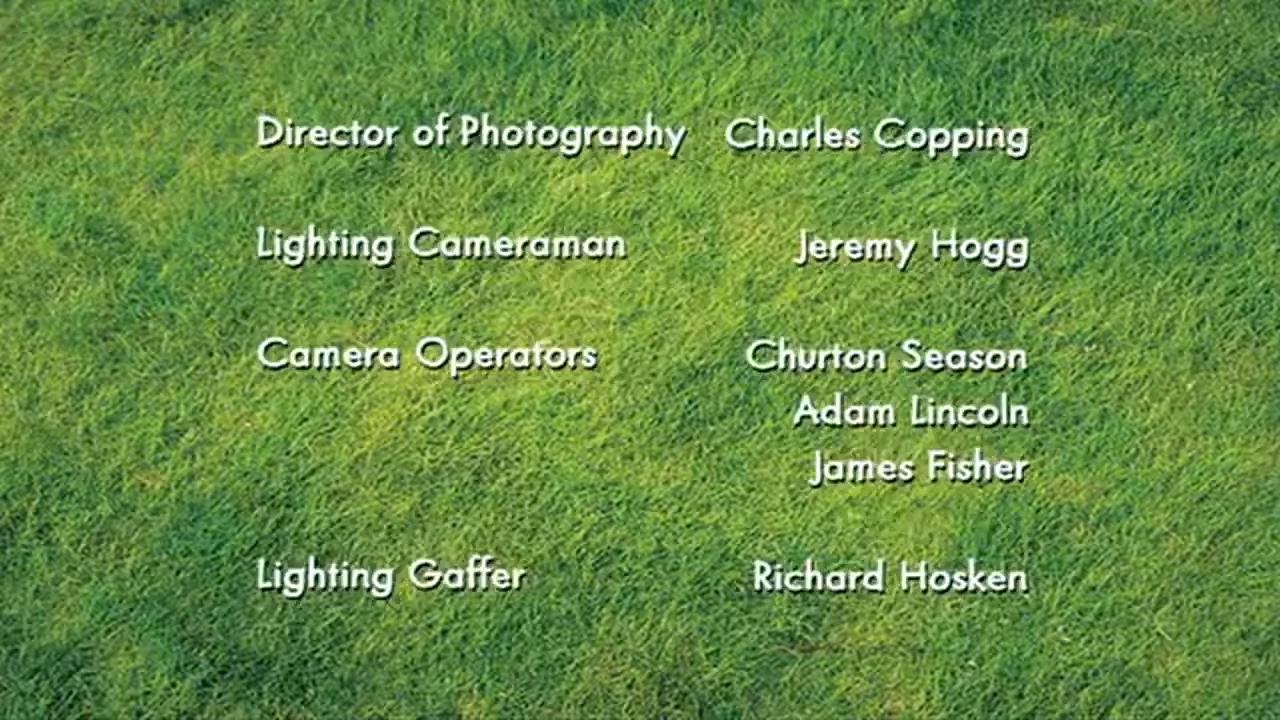 Director of Photography Charles Copping
Lighting Cameraman Jeremy Hogg
Camera Operators Churton Season
Adam Lincoln
James Fisher
Lighting Gaffer Richard Hosken